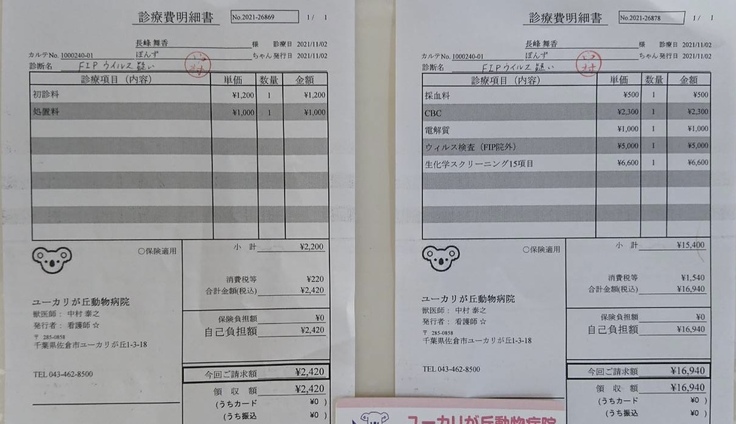 診療費明細書
No.2021-26869
1/ 1
長峰 舞香 様 診療日 2021/11/02
カルテNo. 1000240-01 ぽんず ちゃん 発行日 2021/11/02
診断名 FIPウイルス疑い
診療項目（内容） 単価 数量 金額
初診料 ¥1,200 1 ¥1,200
処置料 ¥1,000 1 ¥1,000
〇保険適用
小 計 ¥2,200
消費税等 ¥220
合計金額(税込) ¥2,420
ユーカリが丘動物病院
獣医師： 中村 泰之
発行者： 看護師 ☆
〒 285-0858
千葉県佐倉市ユーカリが丘1-3-18
保険負担額 ¥0
自己負担額 ¥2,420
TEL 043-462-8500
今回ご請求額 ¥2,420
領 収 額 ¥2,420
(うちカード ¥0 )
(うち振込 ¥0 )
診療費明細書
No.2021-26878
1/ 1
長峰 舞香 様 診療日 2021/11/02
カルテNo. 1000240-01 ぽんず ちゃん 発行日 2021/11/02
診断名 FIPウイルス疑い
診療項目（内容） 単価 数量 金額
採血料 ¥500 1 ¥500
CBC ¥2,300 1 ¥2,300
電解質 ¥1,000 1 ¥1,000
ウィルス検査（FIP院外） ¥5,000 1 ¥5,000
生化学スクリーニング15項目 ¥6,600 1 ¥6,600
〇保険適用
小 計 ¥15,400
消費税等 ¥1,540
合計金額(税込) ¥16,940
ユーカリが丘動物病院
獣医師： 中村 泰之
発行者： 看護師 ☆
〒 285-0858
千葉県佐倉市ユーカリが丘1-3-18
保険負担額 ¥0
自己負担額 ¥16,940
TEL 043-462-8500
今回ご請求額 ¥16,940
領 収 額 ¥16,940
(うちカード ¥0 )
(うち振込 ¥0 )
ユーカリが丘動物病院